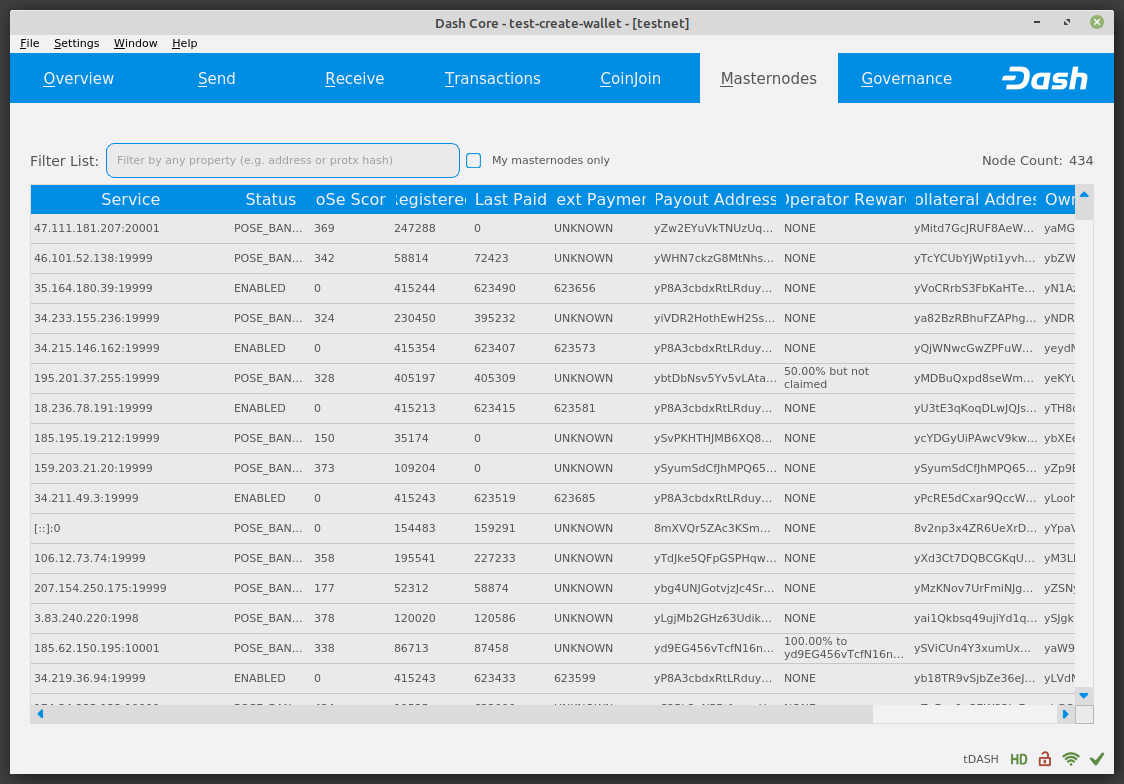 Dash Core - test-create-wallet - [testnet]
File Settings Window Help
Overview Send Receive Transactions CoinJoin Masternodes Governance Dash
Filter List: Filter by any property (e.g. address or protx hash) My masternodes only Node Count: 434
Service Status oSe Scor Registered Last Paid ext Paymer Payout Address Operator Reward ollateral Addres Own
47.111.181.207:20001 POSE_BAN... 369 247288 0 UNKNOWN yZw2EYuVkTNUzUq... NONE yMitd7GcJRUF8AeW... yaMG
46.101.52.138:19999 POSE_BAN... 342 58814 72423 UNKNOWN yWHN7ckzG8MtNhs... NONE yTcYCUbYjWpti1yvh... ybZW
35.164.180.39:19999 ENABLED 0 415244 623490 623656 yP8A3cbdxRtLRduy... NONE yVoCRrbS3FbKaHTe... yN1Az
34.233.155.236:19999 POSE_BAN... 324 230450 395232 UNKNOWN yiVDR2HothEwH2Ss... NONE ya82BzRBhuFZAPhg... yNDR
34.215.146.162:19999 ENABLED 0 415354 623407 623573 yP8A3cbdxRtLRduy... NONE yQjWNwcGwZPFuW... yeydN
195.201.37.255:19999 POSE_BAN... 328 405197 405309 UNKNOWN ybtDbNsv5Yv5vLAta... 50.00% but not claimed yMDBuQxpd8seWm... yeKYu
18.236.78.191:19999 ENABLED 0 415213 623415 623581 yP8A3cbdxRtLRduy... NONE yU3tE3qKoqDLwJQJs... yTH8
185.195.19.212:19999 POSE_BAN... 150 35174 0 UNKNOWN ySvPKHTHJMB6XQ8... NONE ycYDGyUiPAwcV9kw... ybXEe
159.203.21.20:19999 POSE_BAN... 373 109204 0 UNKNOWN ySyumSdCfJhMPQ65... NONE ySyumSdCfJhMPQ65... yZp9E
34.211.49.3:19999 ENABLED 0 415243 623519 623685 yP8A3cbdxRtLRduy... NONE yPcRE5dCxar9QccW... yLooh
[::]:0 POSE_BAN... 0 154483 159291 UNKNOWN 8mXVQr5ZAc3KSm... NONE 8v2np3x4ZR6UeXrD... yYpaV
106.12.73.74:19999 POSE_BAN... 358 195541 227233 UNKNOWN yTdJke5QFpGSPHqw... NONE yXd3Ct7DQBCGKqU... yM3LI
207.154.250.175:19999 POSE_BAN... 177 52312 58874 UNKNOWN ybg4UNJGotvjzJc4Sr... NONE yMzKNov7UrFmiNJg... yZSNy
3.83.240.220:1998 POSE_BAN... 378 120020 120586 UNKNOWN yLgjMb2GHz63Udik... NONE yai1Qkbsq49ujiYd1q... ySJgk
185.62.150.195:10001 POSE_BAN... 338 86713 87458 UNKNOWN yd9EG456vTcfN16n... 100.00% to yd9EG456vTcfN16n... ySViCUn4Y3xumUx... yaW9
34.219.36.94:19999 ENABLED 0 415243 623433 623599 yP8A3cbdxRtLRduy... NONE yb18TR9vSjbZe36eJ... yLVdN
tDASH HD